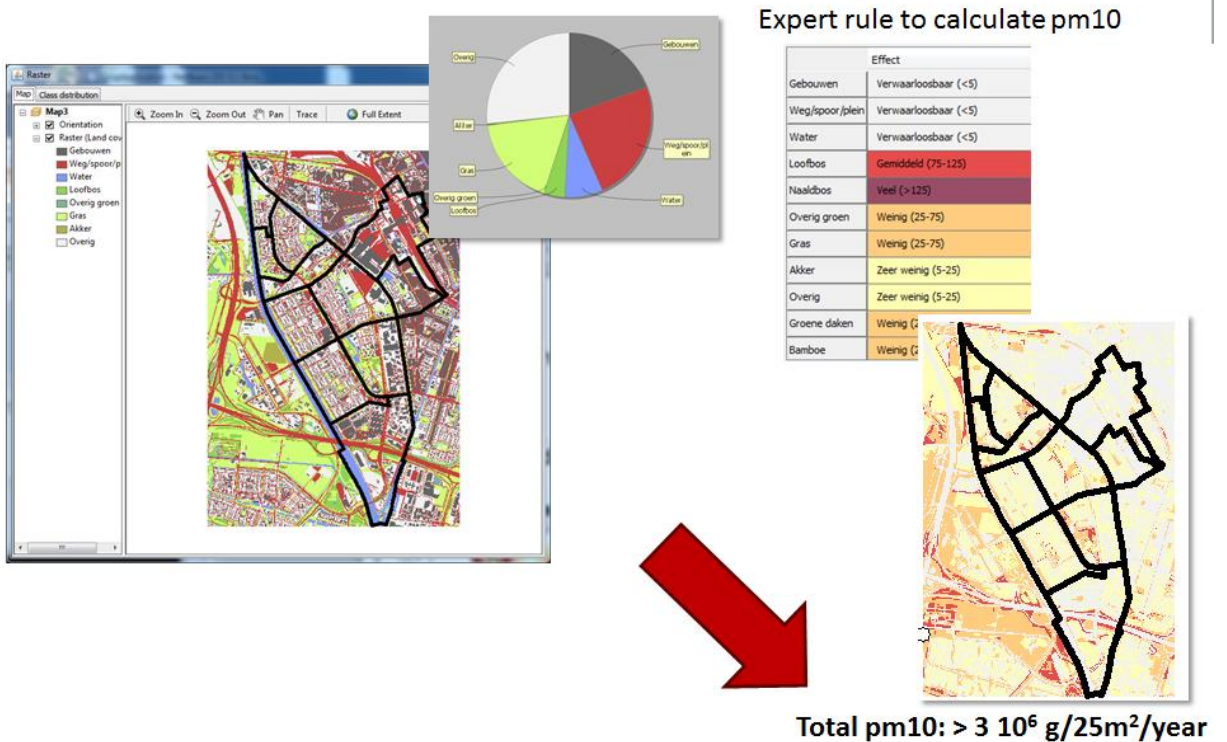 Expert rule to calculate pm10
Raster
Map Class distribution
Map3
Orientation
Raster (Land cov
Gebouwen
Weg/spoor/p
Water
Loofbos
Overig groen
Gras
Akker
Overig
Zoom In Zoom Out Pan Trace Full Extent
Overig
Gebouwen
Akker
Gras
Weg/spoor/pl
ein
Overig groen
Loofbos
Water
Effect
Gebouwen Verwaarloosbaar (<5)
Weg/spoor/plein Verwaarloosbaar (<5)
Water Verwaarloosbaar (<5)
Loofbos Gemiddeld (75-125)
Naaldbos Veel (>125)
Overig groen Weinig (25-75)
Gras Weinig (25-75)
Akker Zeer weinig (5-25)
Overig Zeer weinig (5-25)
Groene daken Weinig (2
Bamboe Weinig (2
Total pm10: > 3 10⁶ g/25m²/year